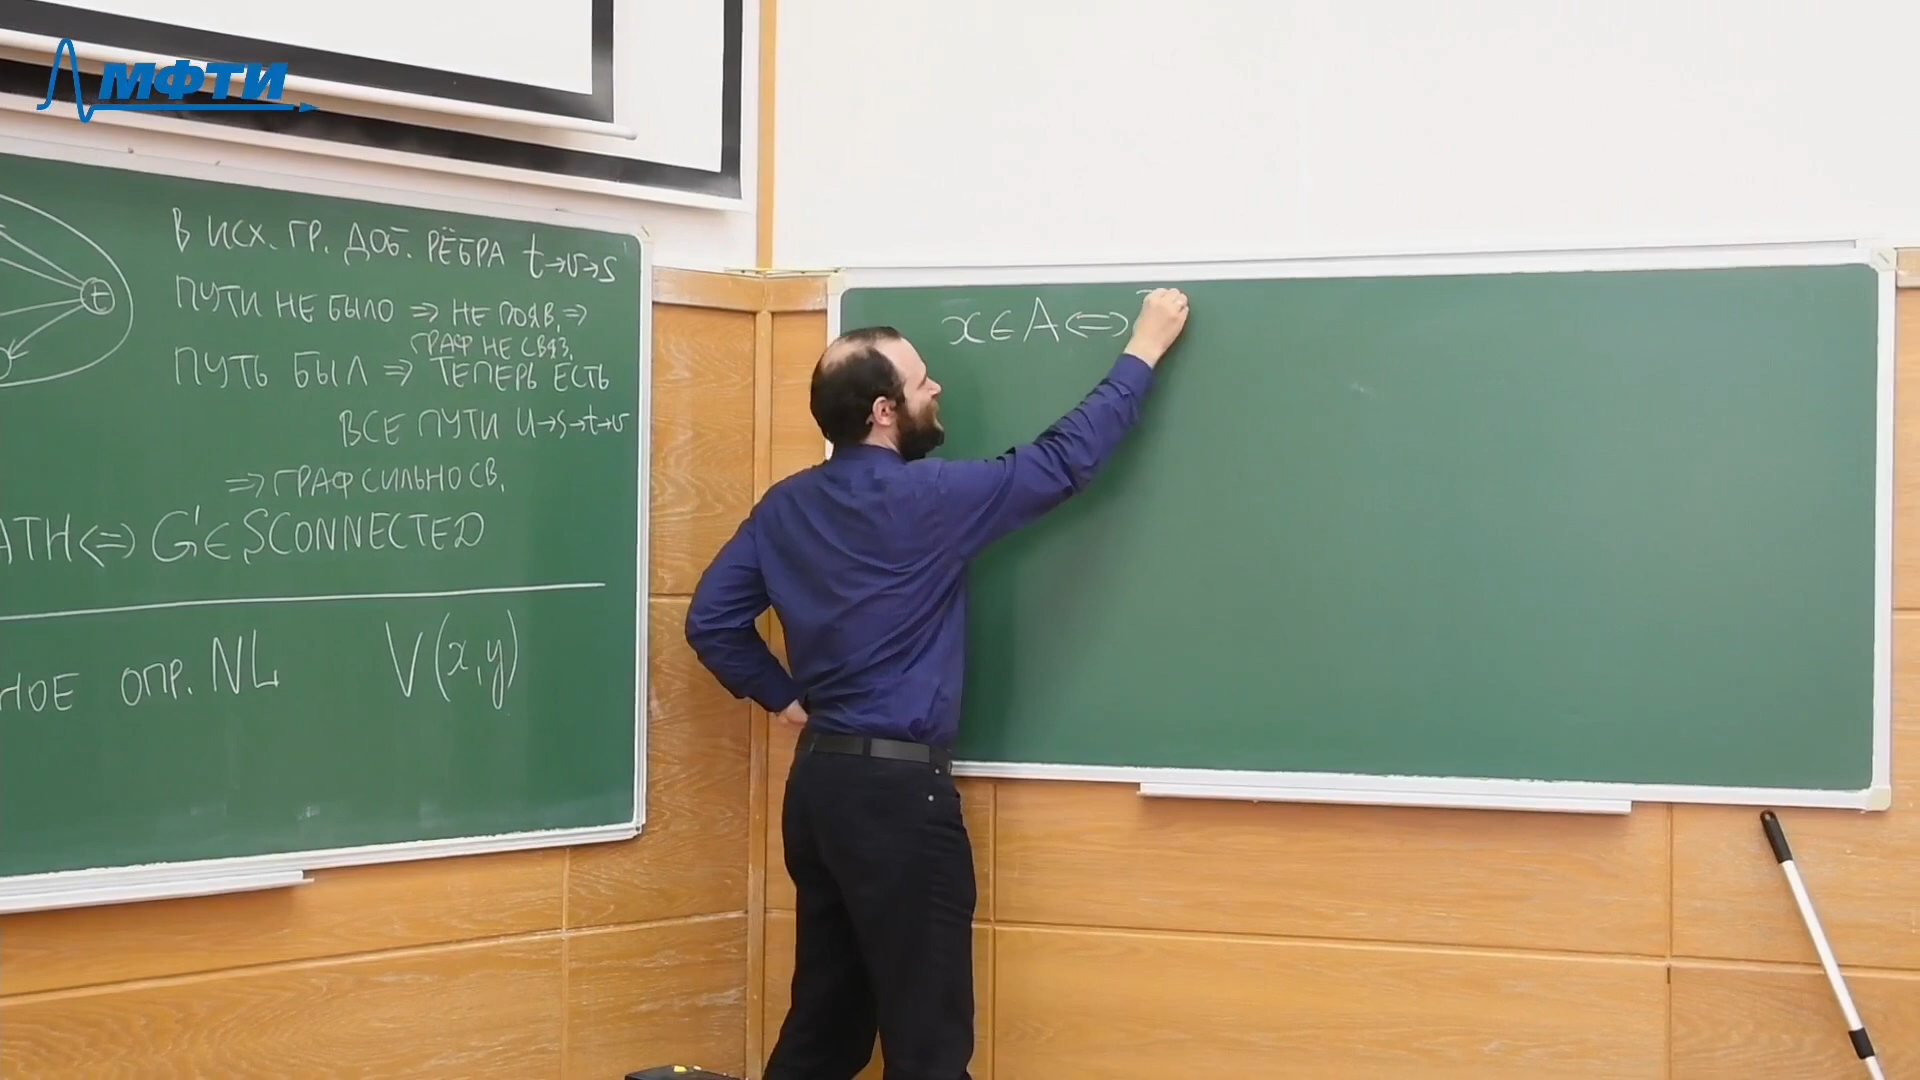 МФТИ
t
В ИСХ. ГР. ДОБ. РЁБРА t→v→s
ПУТИ НЕ БЫЛО ⇒ НЕ ПОЯВ. ⇒
ГРАФ НЕ СВЯЗ.
ПУТЬ БЫЛ ⇒ ТЕПЕРЬ ЕСТЬ
ВСЕ ПУТИ u→s→t→v
⇒ ГРАФ СИЛЬНО СВ.
ATH ⇔ G'∈ SCONNECTED
НОЕ ОПР. NL V(x,y)
x∈A⇔